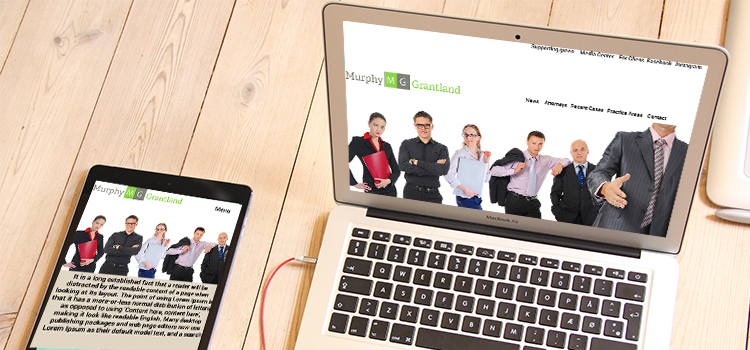 Supporting news Media Center For Clients Facebook Instagram
Murphy MG Grantland
News Attorneys Recent Cases Practice Areas Contact
MacBook Air
Murphy MG Grantland
Menu
It is a long established fact that a reader will be
distracted by the readable content of a page when
looking at its layout. The point of using Lorem Ipsum is
that it has a more-or-less normal distribution of letters,
as opposed to using 'Content here, content here',
making it look like readable English. Many desktop
publishing packages and web page editors now use
Lorem Ipsum as their default model text, and a search